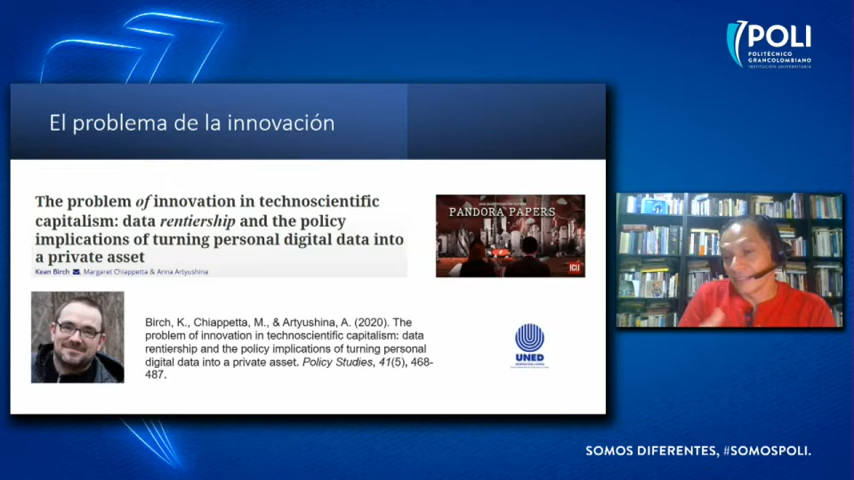 POLI
POLITÉCNICO
GRANCOLOMBIANO
INSTITUCIÓN UNIVERSITARIA
El problema de la innovación
The problem of innovation in technoscientific
capitalism: data rentiership and the policy
implications of turning personal digital data into
a private asset
Kean Birch, Margaret Chiappetta & Anna Artyushina
PANDORA PAPERS
ICIJ
Birch, K., Chiappetta, M., & Artyushina, A. (2020). The
problem of innovation in technoscientific capitalism: data
rentiership and the policy implications of turning personal
digital data into a private asset. Policy Studies, 41(5), 468-
487.
UNED
SOMOS DIFERENTES, #SOMOSPOLI.